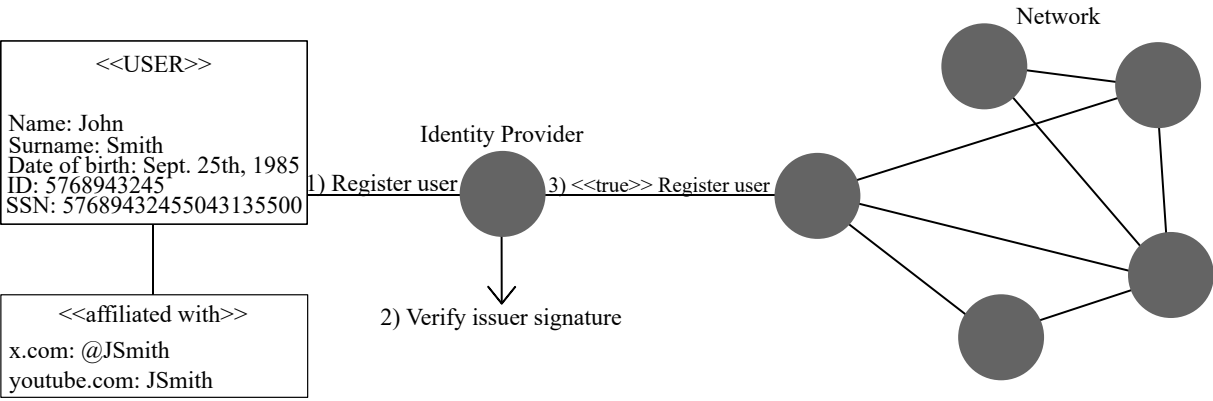 Network
<<USER>>
Name: John
Surname: Smith
Date of birth: Sept. 25th, 1985
ID: 5768943245
SSN: 57689432455043135500
Identity Provider
1) Register user
3) <<true>> Register user
2) Verify issuer signature
<<affiliated with>>
x.com: @JSmith
youtube.com: JSmith